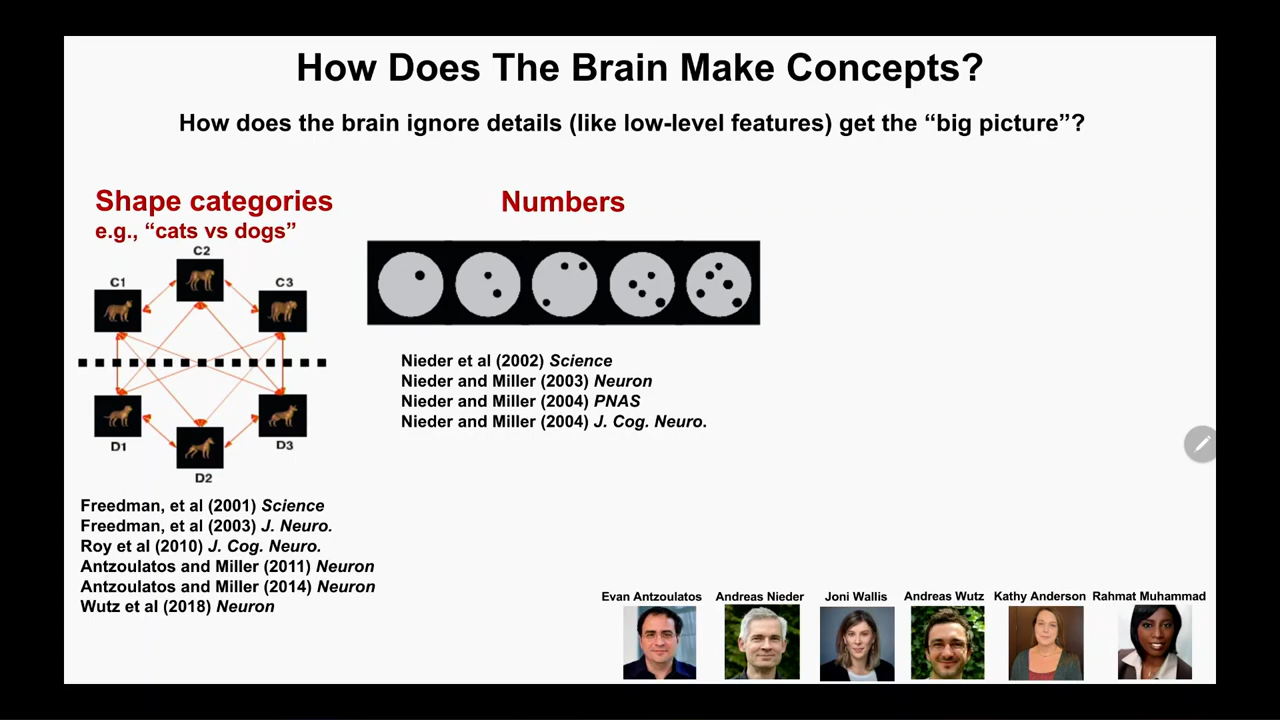 How Does The Brain Make Concepts?
How does the brain ignore details (like low-level features) get the “big picture”?
Shape categories
e.g., “cats vs dogs”
C2
C1
C3
D1
D3
D2
Freedman, et al (2001) Science
Freedman, et al (2003) J. Neuro.
Roy et al (2010) J. Cog. Neuro.
Antzoulatos and Miller (2011) Neuron
Antzoulatos and Miller (2014) Neuron
Wutz et al (2018) Neuron
Numbers
Nieder et al (2002) Science
Nieder and Miller (2003) Neuron
Nieder and Miller (2004) PNAS
Nieder and Miller (2004) J. Cog. Neuro.
Evan Antzoulatos Andreas Nieder Joni Wallis Andreas Wutz Kathy Anderson Rahmat Muhammad